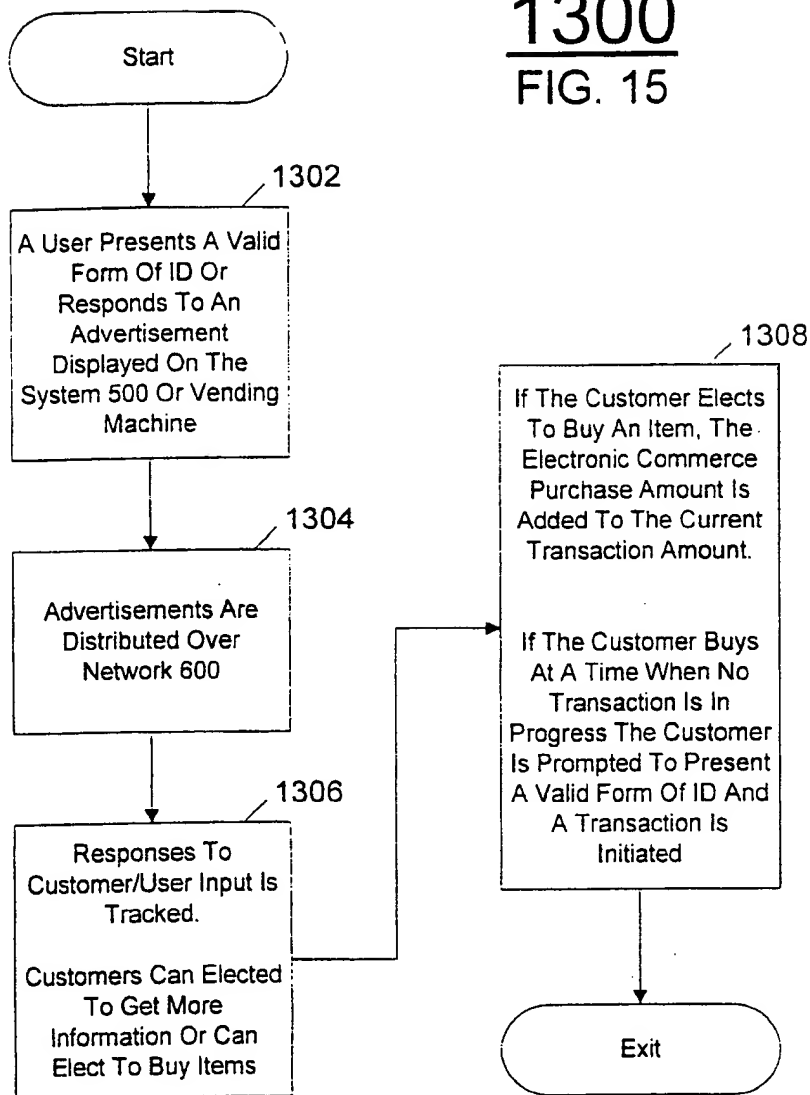 1300
FIG. 15
Start
1302
A User Presents A Valid
Form Of ID Or
Responds To An
Advertisement
Displayed On The
System 500 Or Vending
Machine
1304
Advertisements Are
Distributed Over
Network 600
1306
Responses To
Customer/User Input Is
Tracked.
Customers Can Elected
To Get More
Information Or Can
Elect To Buy Items
1308
If The Customer Elects
To Buy An Item, The
Electronic Commerce
Purchase Amount Is
Added To The Current
Transaction Amount.
If The Customer Buys
At A Time When No
Transaction Is In
Progress The Customer
Is Prompted To Present
A Valid Form Of ID And
A Transaction Is
Initiated
Exit